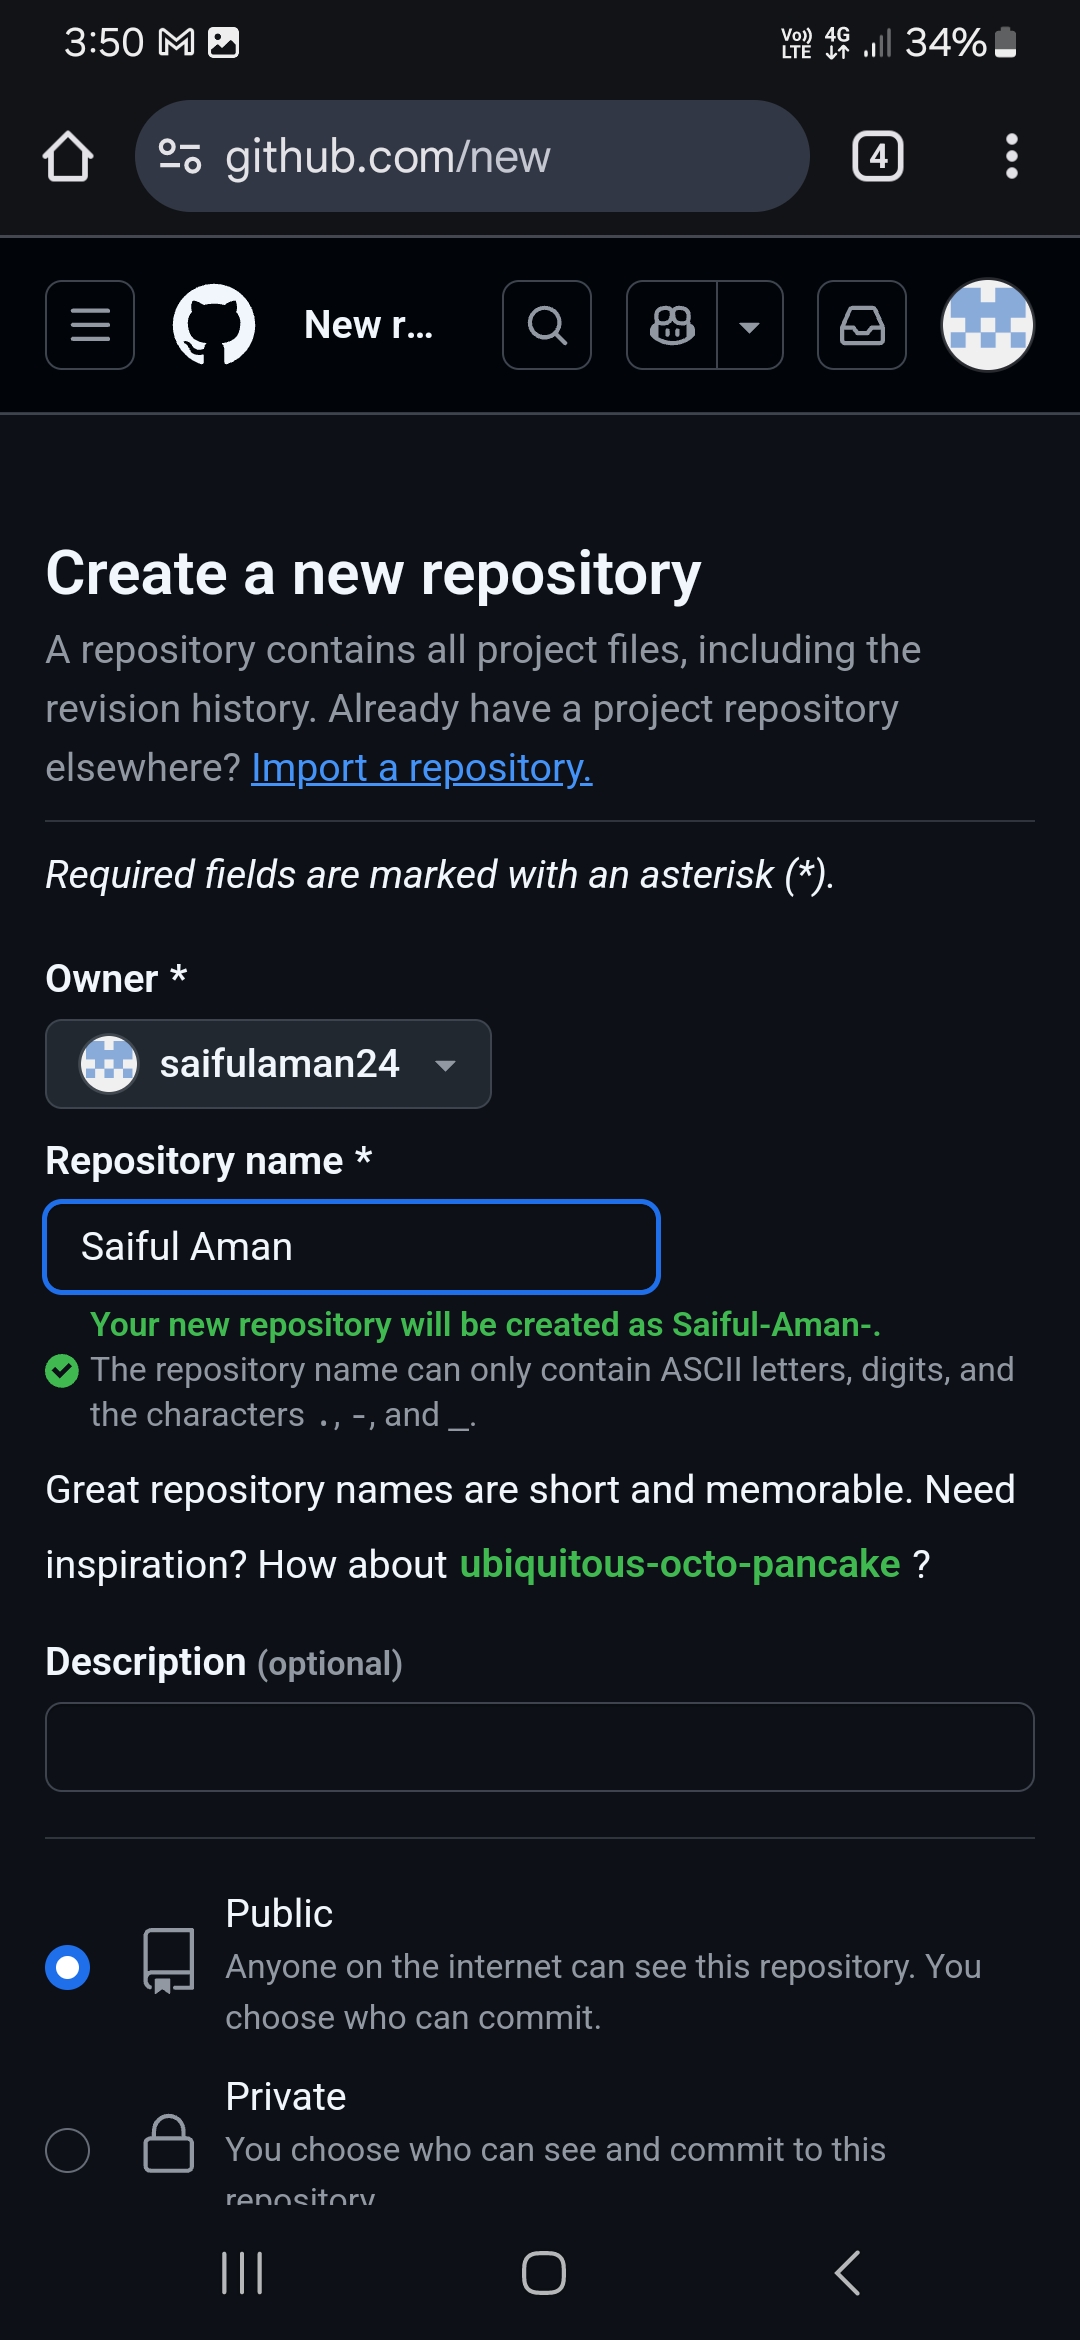 3:50
Vo)) LTE 4G 34%
github.com/new
4
New r...
Create a new repository
A repository contains all project files, including the
revision history. Already have a project repository
elsewhere? Import a repository.
Required fields are marked with an asterisk (*).
Owner *
saifulaman24
Repository name *
Saiful Aman
Your new repository will be created as Saiful-Aman-.
The repository name can only contain ASCII letters, digits, and
the characters ., -, and _.
Great repository names are short and memorable. Need
inspiration? How about ubiquitous-octo-pancake ?
Description (optional)
Public
Anyone on the internet can see this repository. You
choose who can commit.
Private
You choose who can see and commit to this
repository